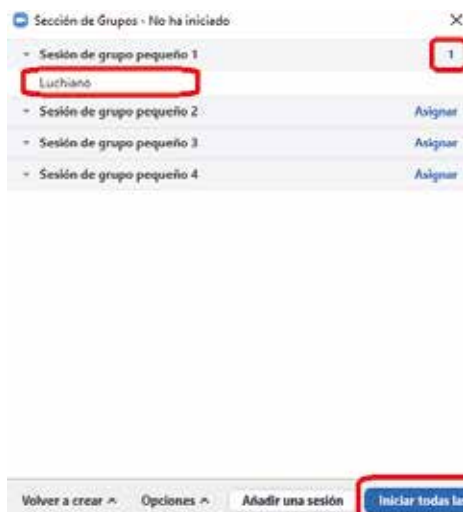 Sección de Grupos - No ha iniciado
Sesión de grupo pequeño 1 1
Luchiano
Sesión de grupo pequeño 2 Asignar
Sesión de grupo pequeño 3 Asignar
Sesión de grupo pequeño 4 Asignar
Volver a crear Opciones Añadir una sesión Iniciar todas las